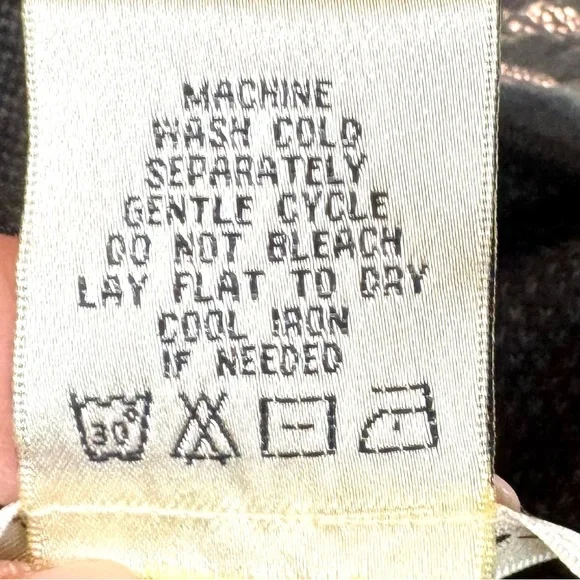 MACHINE
WASH COLD
SEPARATELY
GENTLE CYCLE
DO NOT BLEACH
LAY FLAT TO DRY
COOL IRON
IF NEEDED
30°